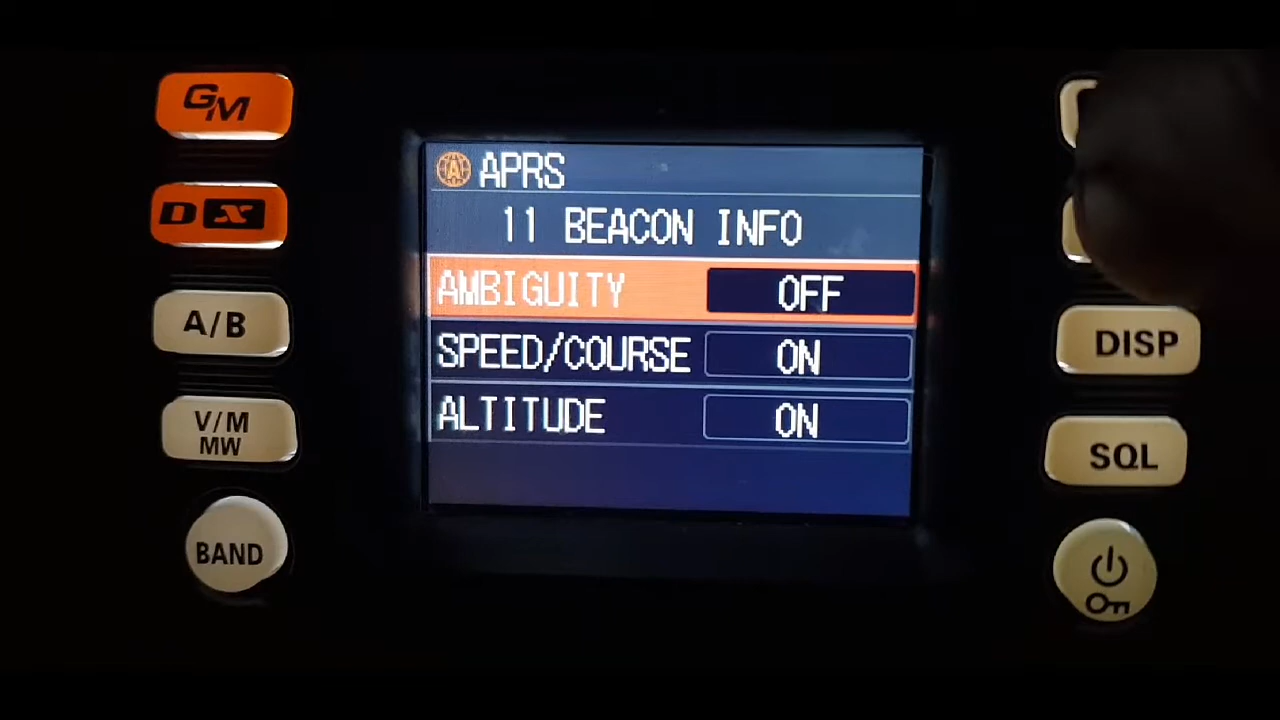 GM
DX
A/B
V/M
MW
BAND
APRS
11 BEACON INFO
AMBIGUITY OFF
SPEED/COURSE ON
ALTITUDE ON
DISP
SQL